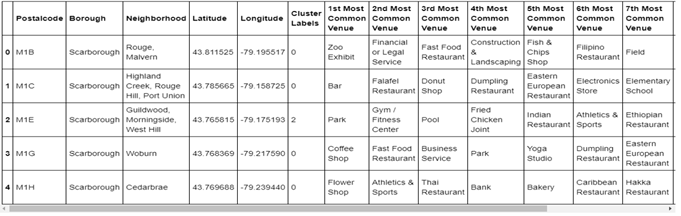 Postalcode Borough Neighborhood Latitude Longitude Cluster Labels 1st Most Common Venue 2nd Most Common Venue 3rd Most Common Venue 4th Most Common Venue 5th Most Common Venue 6th Most Common Venue 7th Most Common Venue
0 M1B Scarborough Rouge, Malvern 43.811525 -79.195517 0 Zoo Exhibit Financial or Legal Service Fast Food Restaurant Construction & Landscaping Fish & Chips Shop Filipino Restaurant Field
1 M1C Scarborough Highland Creek, Rouge Hill, Port Union 43.785665 -79.158725 0 Bar Falafel Restaurant Donut Shop Dumpling Restaurant Eastern European Restaurant Electronics Store Elementary School
2 M1E Scarborough Guildwood, Morningside, West Hill 43.765815 -79.175193 2 Park Gym / Fitness Center Pool Fried Chicken Joint Indian Restaurant Athletics & Sports Ethiopian Restaurant
3 M1G Scarborough Woburn 43.768369 -79.217590 0 Coffee Shop Fast Food Restaurant Business Service Park Yoga Studio Dumpling Restaurant Eastern European Restaurant
4 M1H Scarborough Cedarbrae 43.769688 -79.239440 0 Flower Shop Athletics & Sports Thai Restaurant Bank Bakery Caribbean Restaurant Hakka Restaurant